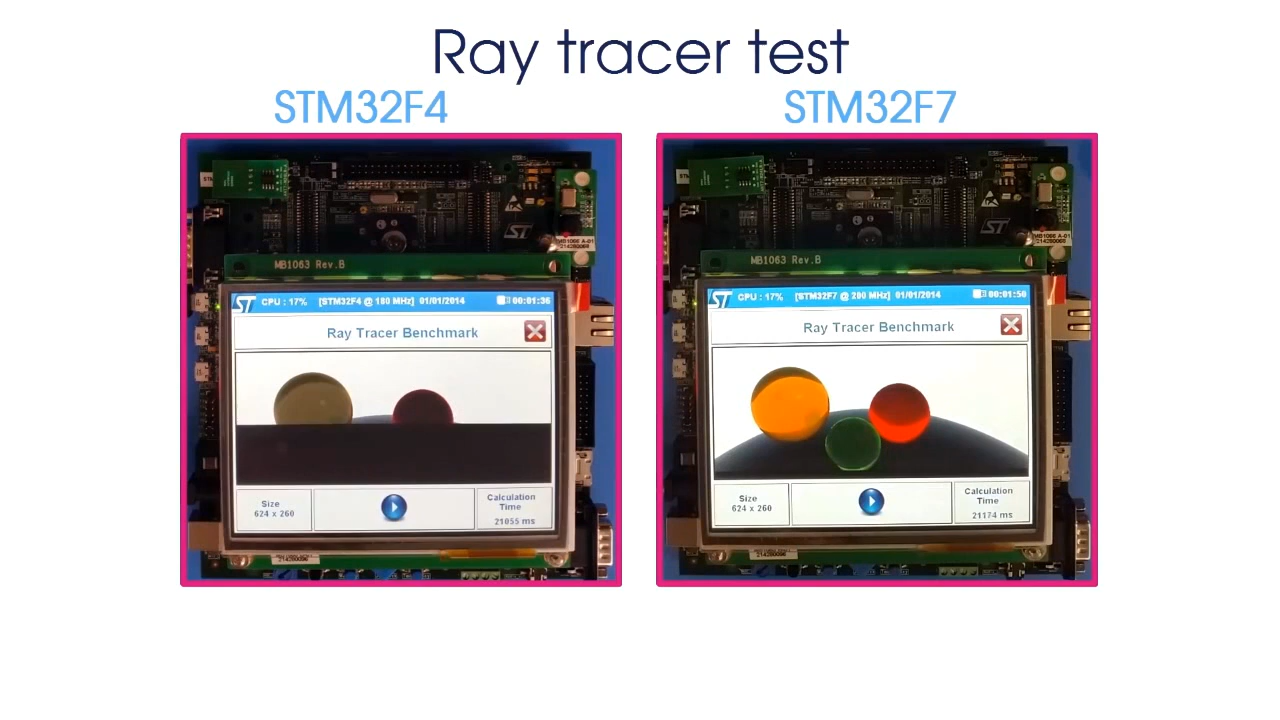 Ray tracer test
STM32F4
STM32F7
MB1063 Rev.B
CPU : 17% [STM32F4 @ 180 MHz] 01/01/2014 00:01:36
Ray Tracer Benchmark
Size
624 x 260
Calculation
Time
21055 ms
MB1063 Rev.B
CPU : 17% [STM32F7 @ 200 MHz] 01/01/2014 00:01:50
Ray Tracer Benchmark
Size
624 x 260
Calculation
Time
21174 ms